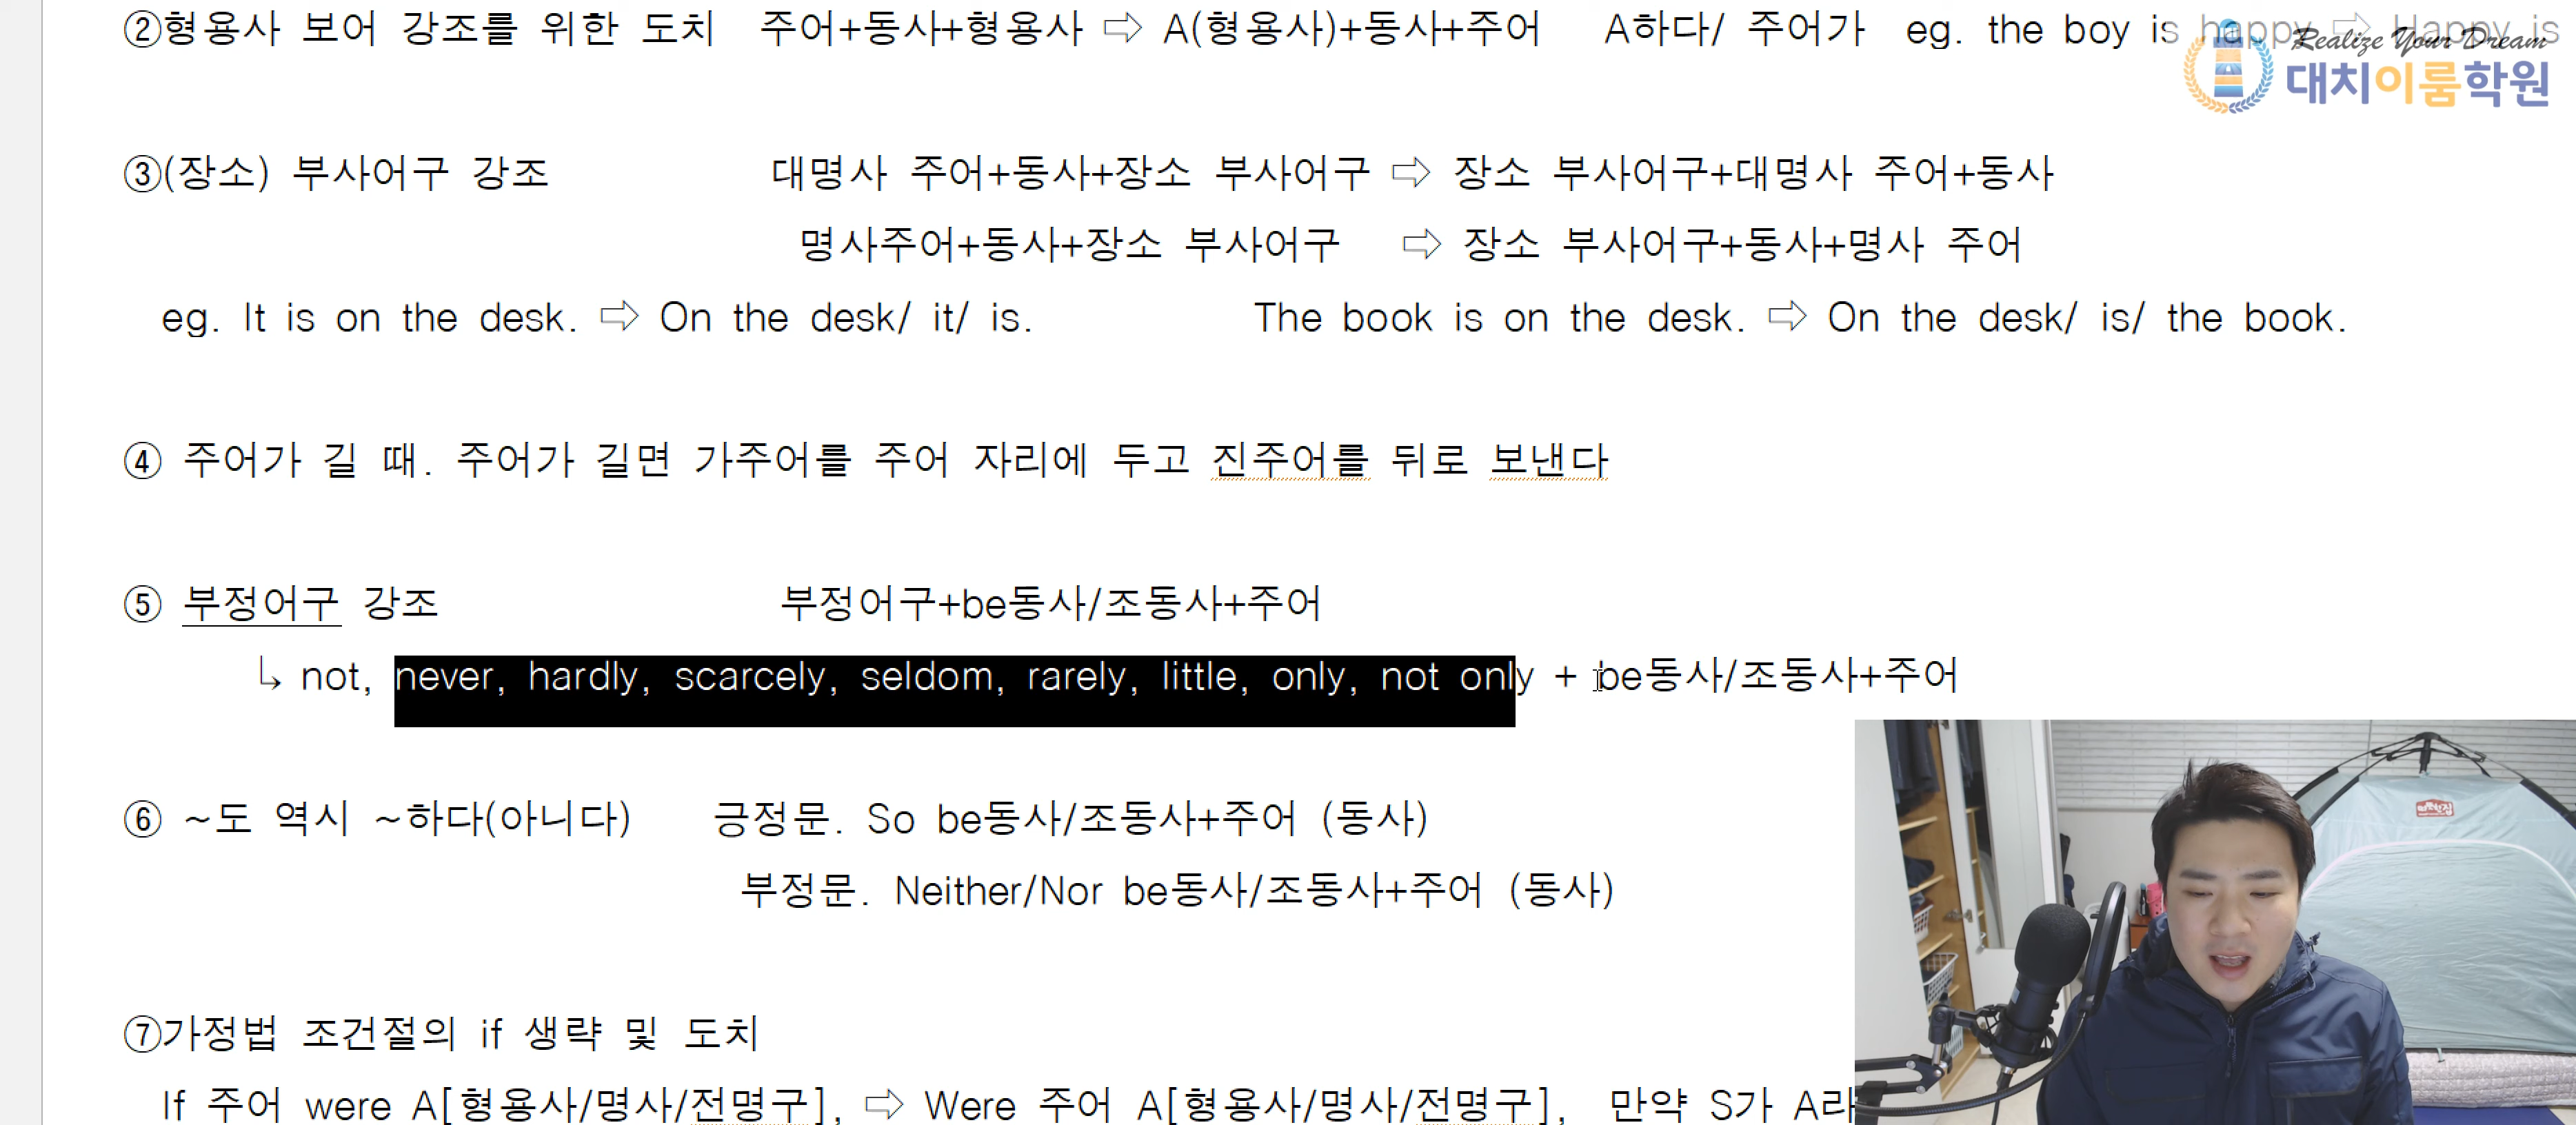 ②형용사 보어 강조를 위한 도치 주어+동사+형용사 ⇨ A(형용사)+동사+주어 A하다/ 주어가 eg. the boy is happy ⇨ Happy is
Realize Your Dream
대치이룸학원
③(장소) 부사어구 강조 대명사 주어+동사+장소 부사어구 ⇨ 장소 부사어구+대명사 주어+동사
명사주어+동사+장소 부사어구 ⇨ 장소 부사어구+동사+명사 주어
eg. It is on the desk. ⇨ On the desk/ it/ is. The book is on the desk. ⇨ On the desk/ is/ the book.
④ 주어가 길 때. 주어가 길면 가주어를 주어 자리에 두고 진주어를 뒤로 보낸다
⑤ 부정어구 강조 부정어구+be동사/조동사+주어
↳ not, never, hardly, scarcely, seldom, rarely, little, only, not only + be동사/조동사+주어
⑥ ~도 역시 ~하다(아니다) 긍정문. So be동사/조동사+주어 (동사)
부정문. Neither/Nor be동사/조동사+주어 (동사)
⑦가정법 조건절의 if 생략 및 도치
If 주어 were A[형용사/명사/전명구], ⇨ Were 주어 A[형용사/명사/전명구], 만약 S가 A라